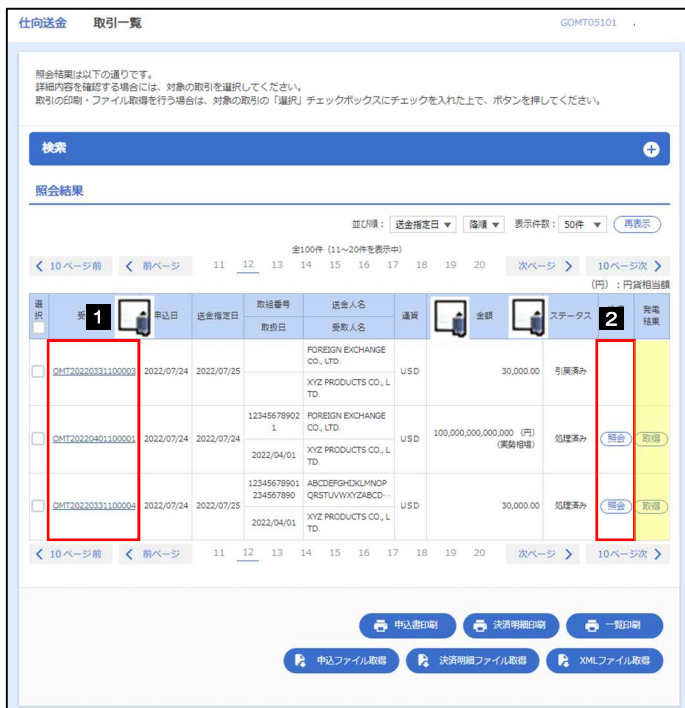 仕向送金 取引一覧 GOMT05101
照会結果は以下の通りです。
詳細内容を確認する場合には、対象の取引を選択してください。
取引の印刷・ファイル取得を行う場合は、対象の取引の「選択」チェックボックスにチェックを入れた上で、ボタンを押してください。
検索
照会結果
並び順： 送金指定日 ▼ 降順 ▼ 表示件数： 50件 ▼ 再表示
全100件（11～20件を表示中）
10ページ前 前ページ 11 12 13 14 15 16 17 18 19 20 次ページ 10ページ次
(円)：円貨相当額
選択 受 1 申込日 送金指定日 取組番号 送金人名 通貨 金額 ステータス 2 発電結果
取扱日 受取人名
FOREIGN EXCHANGE
CO., LTD.
OMT20220331100003 2022/07/24 2022/07/25 USD 30,000.00 引戻済み
XYZ PRODUCTS CO., L
TD.
12345678902 FOREIGN EXCHANGE
1 CO., LTD.
OMT20220401100001 2022/07/24 2022/07/24 USD 100,000,000,000,000 (円) 処理済み 照会 取得
(実勢相場)
2022/04/01 XYZ PRODUCTS CO., L
TD.
12345678901 ABCDEFGHIJKLMNOP
234567890 QRSTUVWXYZABCD…
OMT20220331100004 2022/07/24 2022/07/25 USD 30,000.00 処理済み 照会 取得
2022/04/01 XYZ PRODUCTS CO., L
TD.
10ページ前 前ページ 11 12 13 14 15 16 17 18 19 20 次ページ 10ページ次
申込書印刷 決済明細印刷 一覧印刷
申込ファイル取得 決済明細ファイル取得 XMLファイル取得